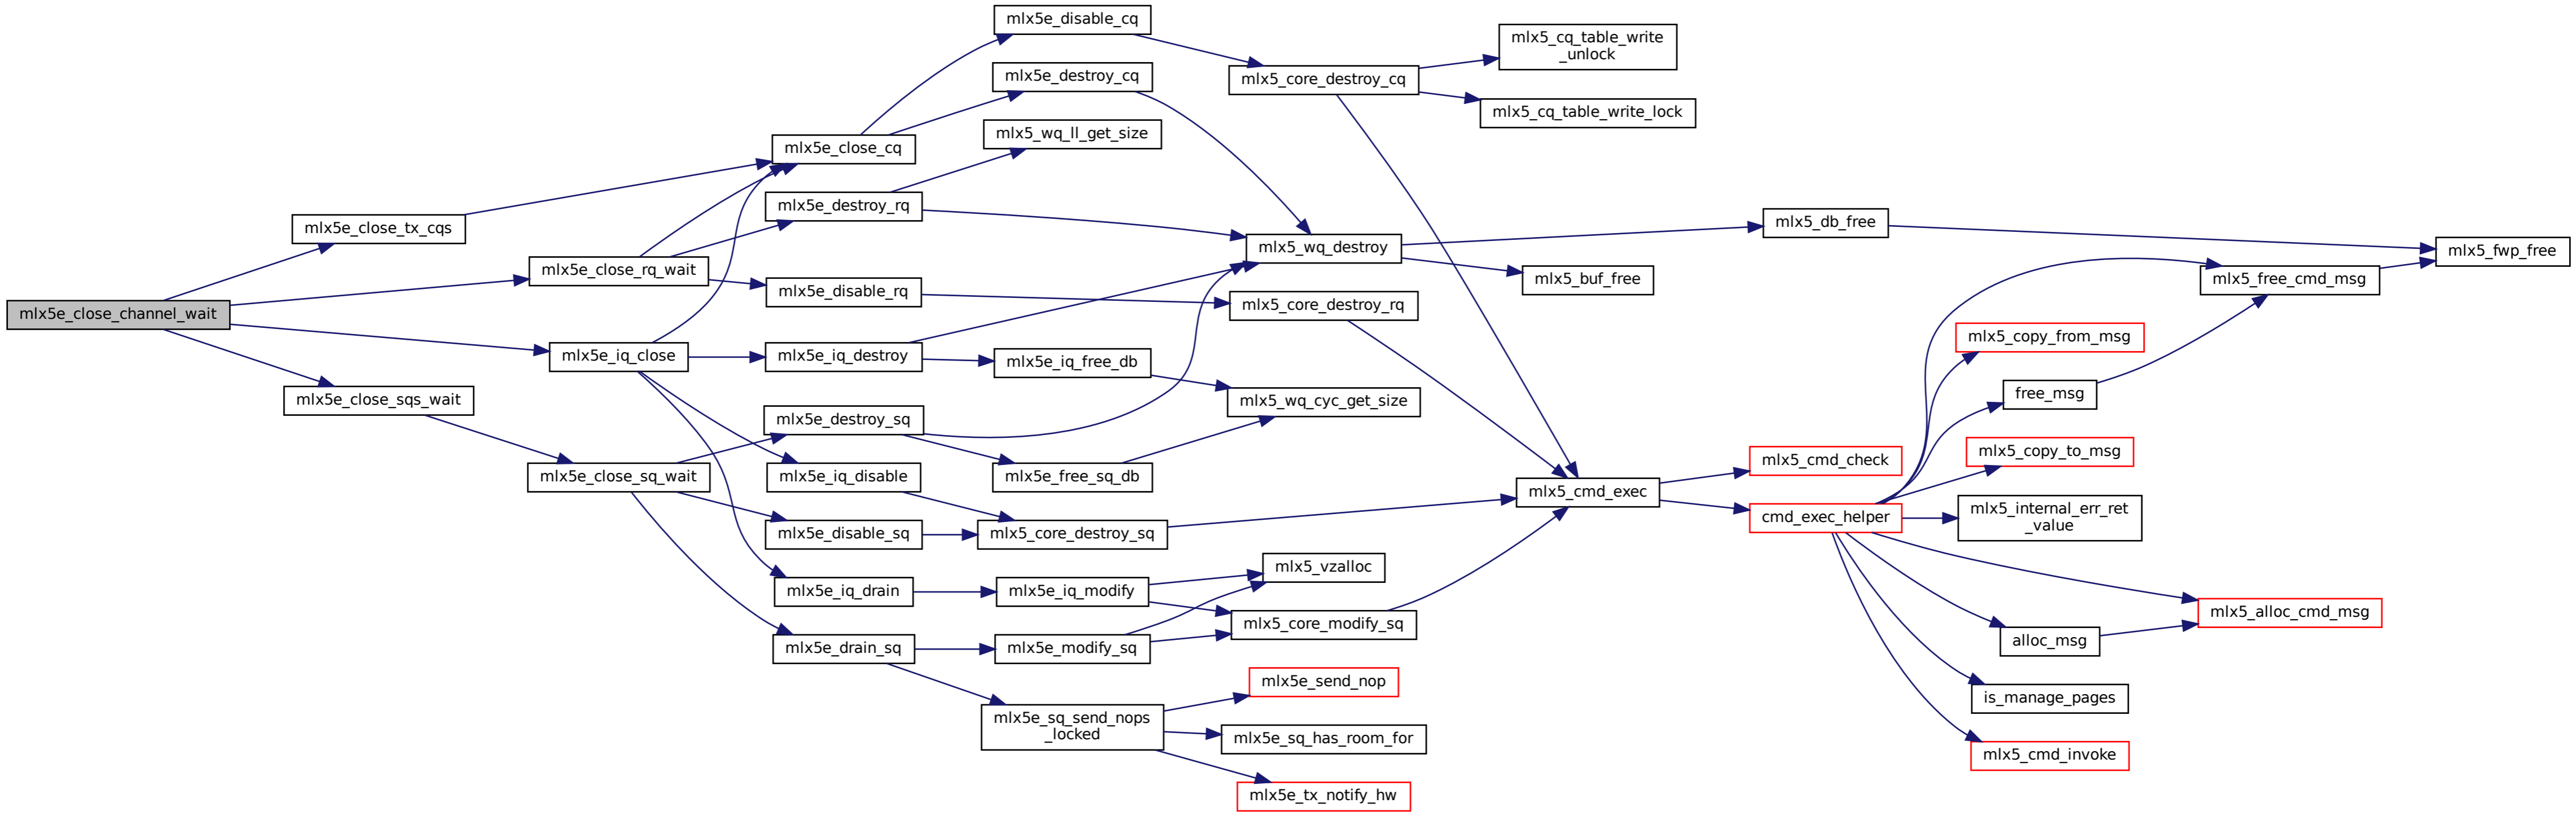 mlx5e_close_channel_wait
mlx5e_close_tx_cqs
mlx5e_close_rq_wait
mlx5e_iq_close
mlx5e_close_sqs_wait
mlx5e_close_sq_wait
mlx5e_close_cq
mlx5e_destroy_rq
mlx5e_disable_rq
mlx5e_iq_destroy
mlx5e_destroy_sq
mlx5e_iq_disable
mlx5e_disable_sq
mlx5e_iq_drain
mlx5e_drain_sq
mlx5e_disable_cq
mlx5e_destroy_cq
mlx5_wq_ll_get_size
mlx5e_iq_free_db
mlx5e_free_sq_db
mlx5_core_destroy_sq
mlx5e_iq_modify
mlx5e_modify_sq
mlx5e_sq_send_nops
_locked
mlx5_core_destroy_cq
mlx5_wq_destroy
mlx5_core_destroy_rq
mlx5_wq_cyc_get_size
mlx5_vzalloc
mlx5_core_modify_sq
mlx5e_send_nop
mlx5e_sq_has_room_for
mlx5e_tx_notify_hw
mlx5_cq_table_write
_unlock
mlx5_cq_table_write_lock
mlx5_buf_free
mlx5_cmd_exec
mlx5_db_free
mlx5_cmd_check
cmd_exec_helper
mlx5_copy_from_msg
free_msg
mlx5_copy_to_msg
mlx5_internal_err_ret
_value
alloc_msg
is_manage_pages
mlx5_cmd_invoke
mlx5_free_cmd_msg
mlx5_alloc_cmd_msg
mlx5_fwp_free